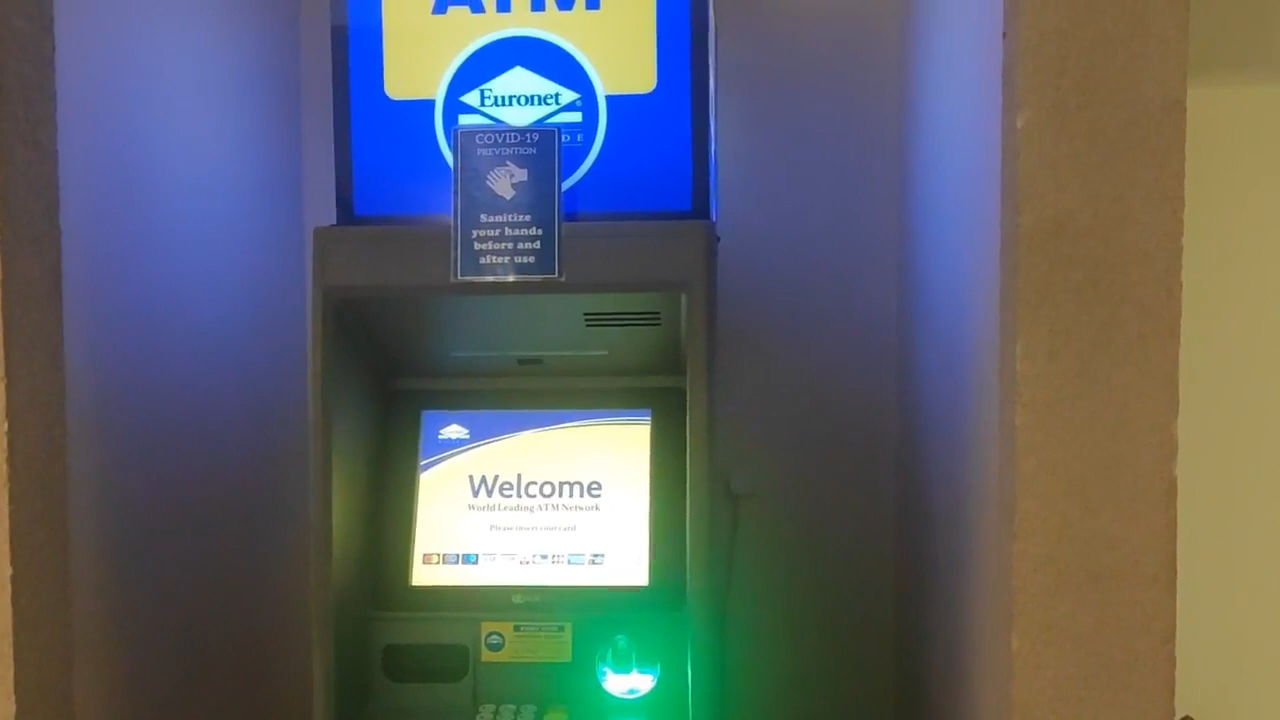 ATM
Euronet
D E
COVID-19
PREVENTION
Sanitize
your hands
before and
after use
Welcome
World Leading ATM Network
Please insert your card